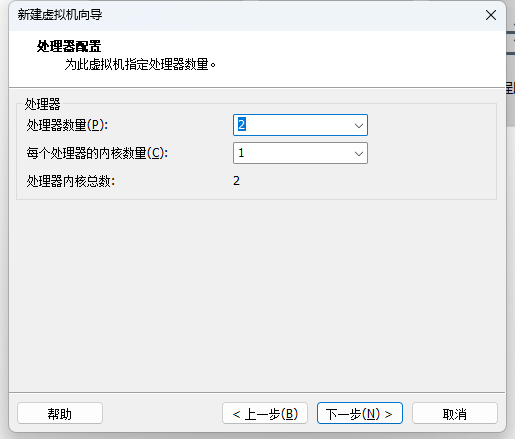 新建虚拟机向导
处理器配置
为此虚拟机指定处理器数量。
处理器
处理器数量(P): 2
每个处理器的内核数量(C): 1
处理器内核总数: 2
帮助 < 上一步(B) 下一步(N) > 取消